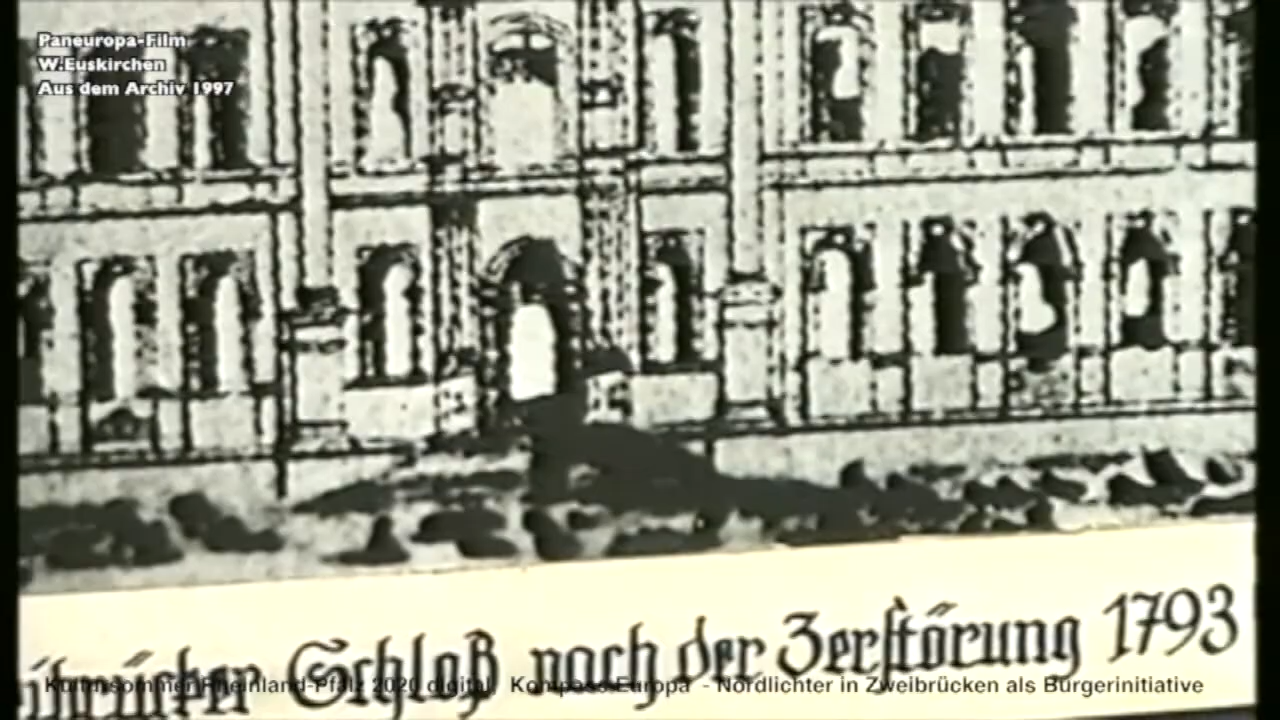 Paneuropa-Film
W.Euskirchen
Aus dem Archiv 1997
Schloß nach der Zerstörung 1793
Kultursommer Rheinland-Pfalz 2020 digital, Kompass Europa - Nordlichter in Zweibrücken als Bürgerinitiative